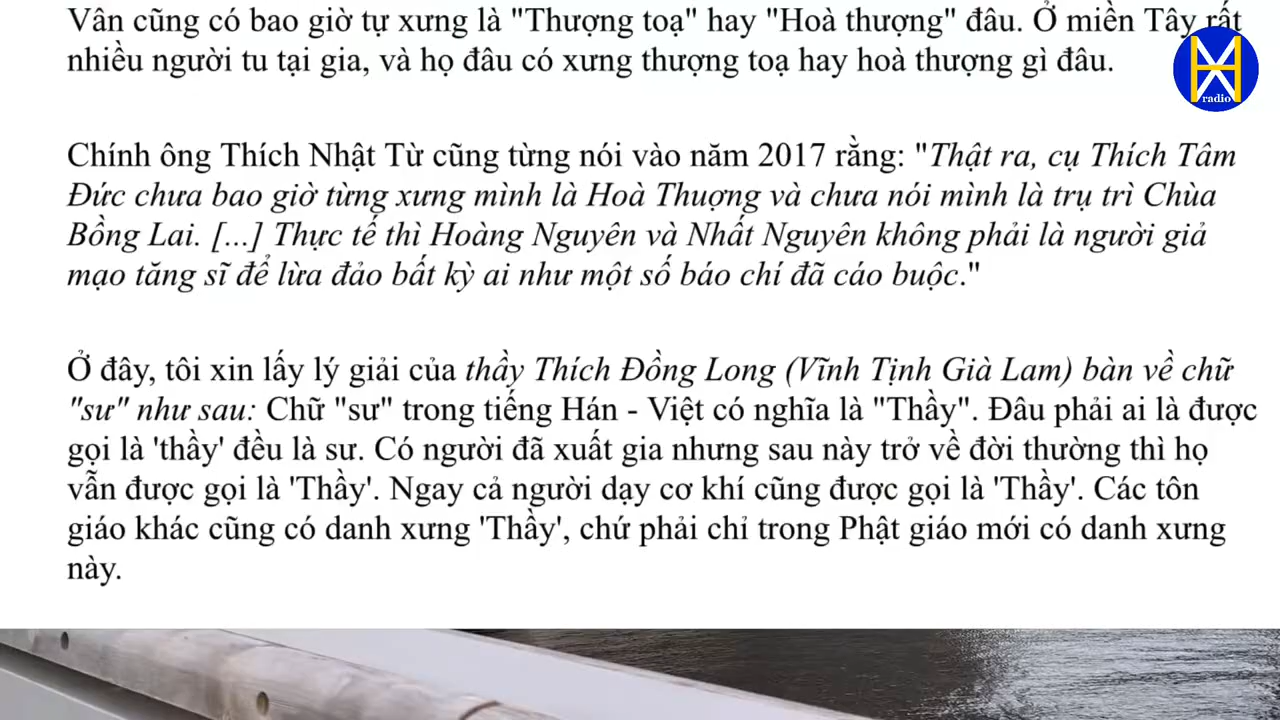 Vân cũng có bao giờ tự xưng là "Thượng toạ" hay "Hoà thượng" đâu. Ở miền Tây rất
nhiều người tu tại gia, và họ đâu có xưng thượng toạ hay hoà thượng gì đâu.
Chính ông Thích Nhật Từ cũng từng nói vào năm 2017 rằng: "Thật ra, cụ Thích Tâm
Đức chưa bao giờ từng xưng mình là Hoà Thuợng và chưa nói mình là trụ trì Chùa
Bồng Lai. [...] Thực tế thì Hoàng Nguyên và Nhất Nguyên không phải là người giả
mạo tăng sĩ để lừa đảo bất kỳ ai như một số báo chí đã cáo buộc."
Ở đây, tôi xin lấy lý giải của thầy Thích Đồng Long (Vĩnh Tịnh Già Lam) bàn về chữ
"sư" như sau: Chữ "sư" trong tiếng Hán - Việt có nghĩa là "Thầy". Đâu phải ai là được
gọi là 'thầy' đều là sư. Có người đã xuất gia nhưng sau này trở về đời thường thì họ
vẫn được gọi là 'Thầy'. Ngay cả người dạy cơ khí cũng được gọi là 'Thầy'. Các tôn
giáo khác cũng có danh xưng 'Thầy', chứ phải chỉ trong Phật giáo mới có danh xưng
này.
HX
radio